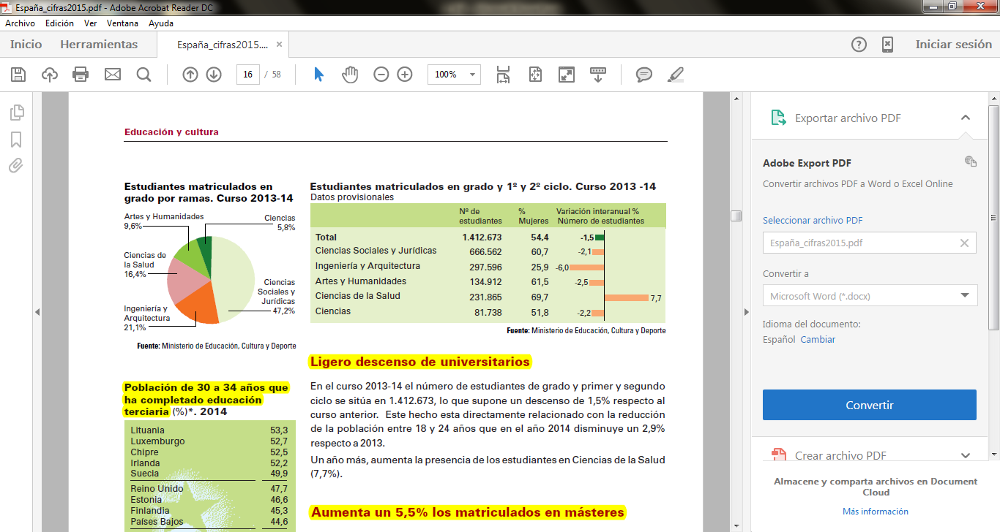 España_cifras2015.pdf - Adobe Acrobat Reader DC
Archivo Edición Ver Ventana Ayuda
Inicio Herramientas España_cifras2015.... × Iniciar sesión
16 / 58 100%
Educación y cultura
Estudiantes matriculados en
grado por ramas. Curso 2013-14
Artes y Humanidades
9,6%
Ciencias
5,8%
Ciencias de
la Salud
16,4%
Ciencias
Sociales y
Jurídicas
47,2%
Ingeniería y
Arquitectura
21,1%
Fuente: Ministerio de Educación, Cultura y Deporte
Estudiantes matriculados en grado y 1º y 2º ciclo. Curso 2013 -14
Datos provisionales
Nº de % Variación interanual %
estudiantes Mujeres Número de estudiantes
Total 1.412.673 54,4 -1,5
Ciencias Sociales y Jurídicas 666.562 60,7 -2,1
Ingeniería y Arquitectura 297.596 25,9 -6,0
Artes y Humanidades 134.912 61,5 -2,5
Ciencias de la Salud 231.865 69,7 7,7
Ciencias 81.738 51,8 -2,2
Fuente: Ministerio de Educación, Cultura y Deporte
Población de 30 a 34 años que
ha completado educación
terciaria (%)*. 2014
Lituania 53,3
Luxemburgo 52,7
Chipre 52,5
Irlanda 52,2
Suecia 49,9
Reino Unido 47,7
Estonia 46,6
Finlandia 45,3
Países Bajos 44,6
Ligero descenso de universitarios
En el curso 2013-14 el número de estudiantes de grado y primer y segundo
ciclo se sitúa en 1.412.673, lo que supone un descenso de 1,5% respecto al
curso anterior. Este hecho esta directamente relacionado con la reducción
de la población entre 18 y 24 años que en el año 2014 disminuye un 2,9%
respecto a 2013.
Un año más, aumenta la presencia de los estudiantes en Ciencias de la Salud
(7,7%).
Aumenta un 5,5% los matriculados en másteres
Exportar archivo PDF
Adobe Export PDF
Convertir archivos PDF a Word o Excel Online
Seleccionar archivo PDF
España_cifras2015.pdf
Convertir a
Microsoft Word (*.docx)
Idioma del documento:
Español Cambiar
Convertir
Crear archivo PDF
Almacene y comparta archivos en Document
Cloud
Más información